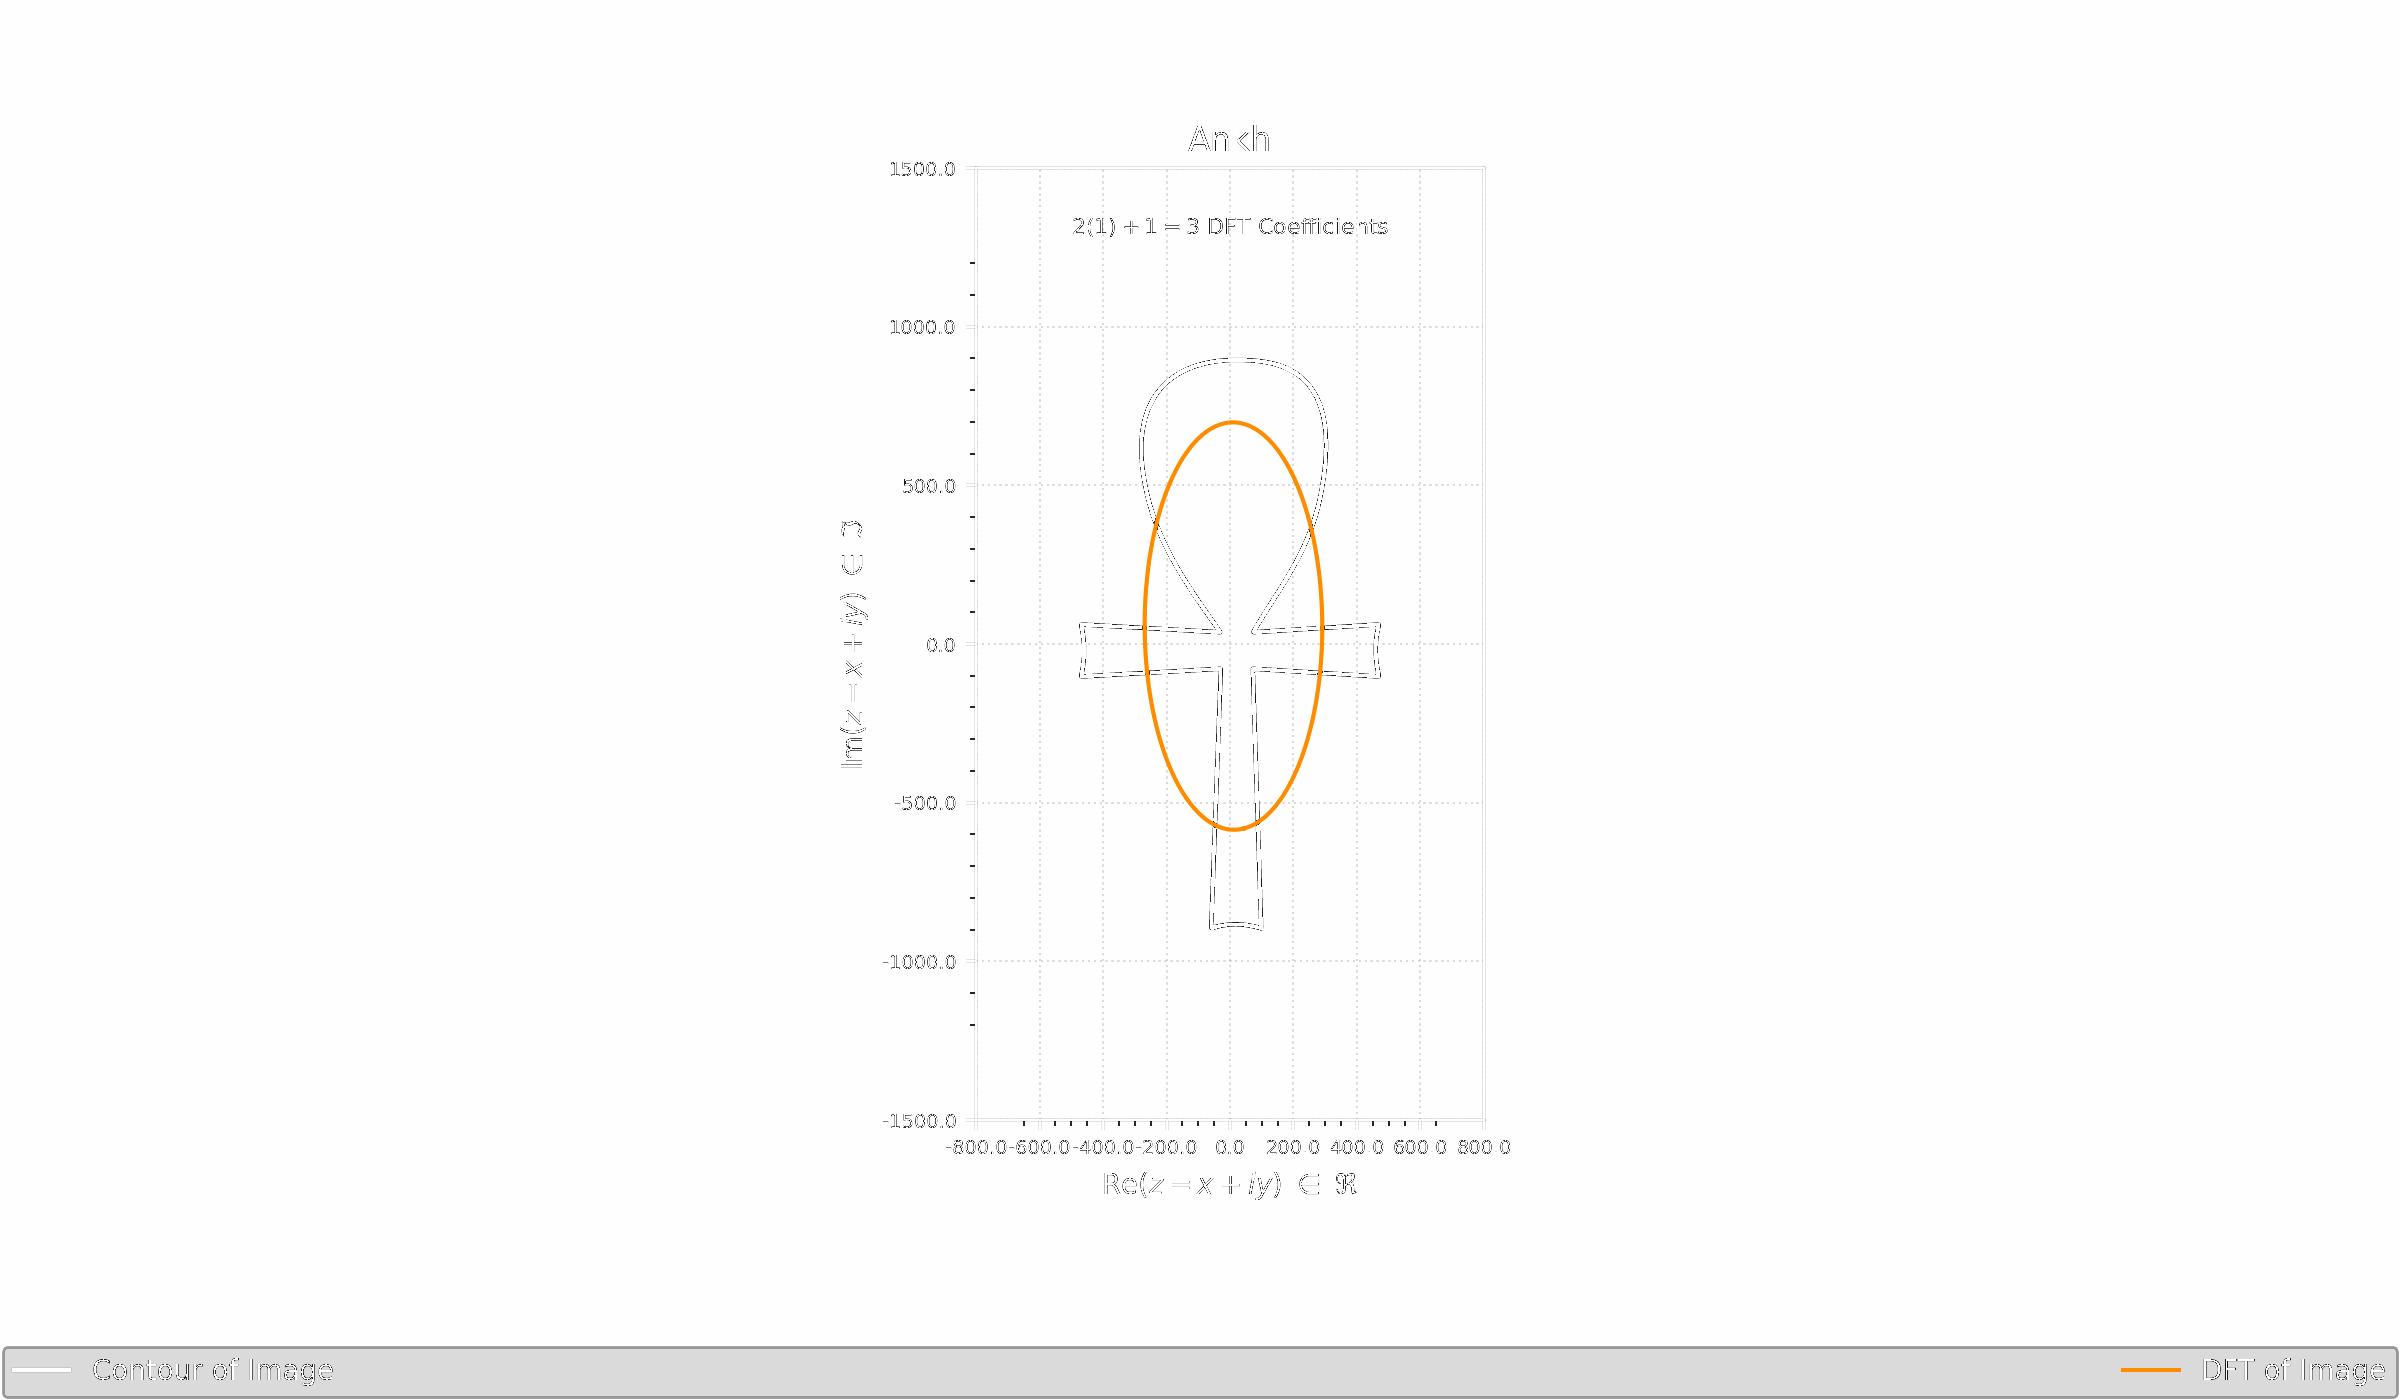 Ankh
1500.0
2(1) + 1 = 3 DFT Coefficients
1000.0
500.0
0.0
-500.0
-1000.0
-1500.0
Im(z = x + iy) ∈ ℑ
-800.0 -600.0 -400.0 -200.0 0.0 200.0 400.0 600.0 800.0
Re(z = x + iy) ∈ ℜ
Contour of Image
DFT of Image